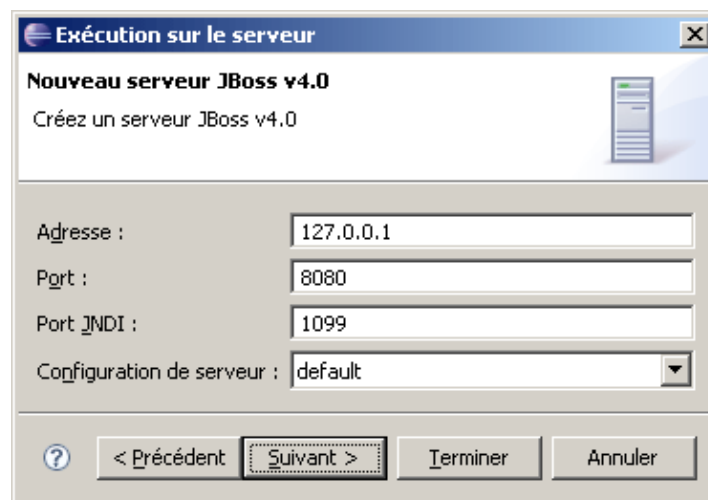 Exécution sur le serveur
Nouveau serveur JBoss v4.0
Créez un serveur JBoss v4.0
Adresse : 127.0.0.1
Port : 8080
Port JNDI : 1099
Configuration de serveur : default
? < Précédent Suivant > Terminer Annuler